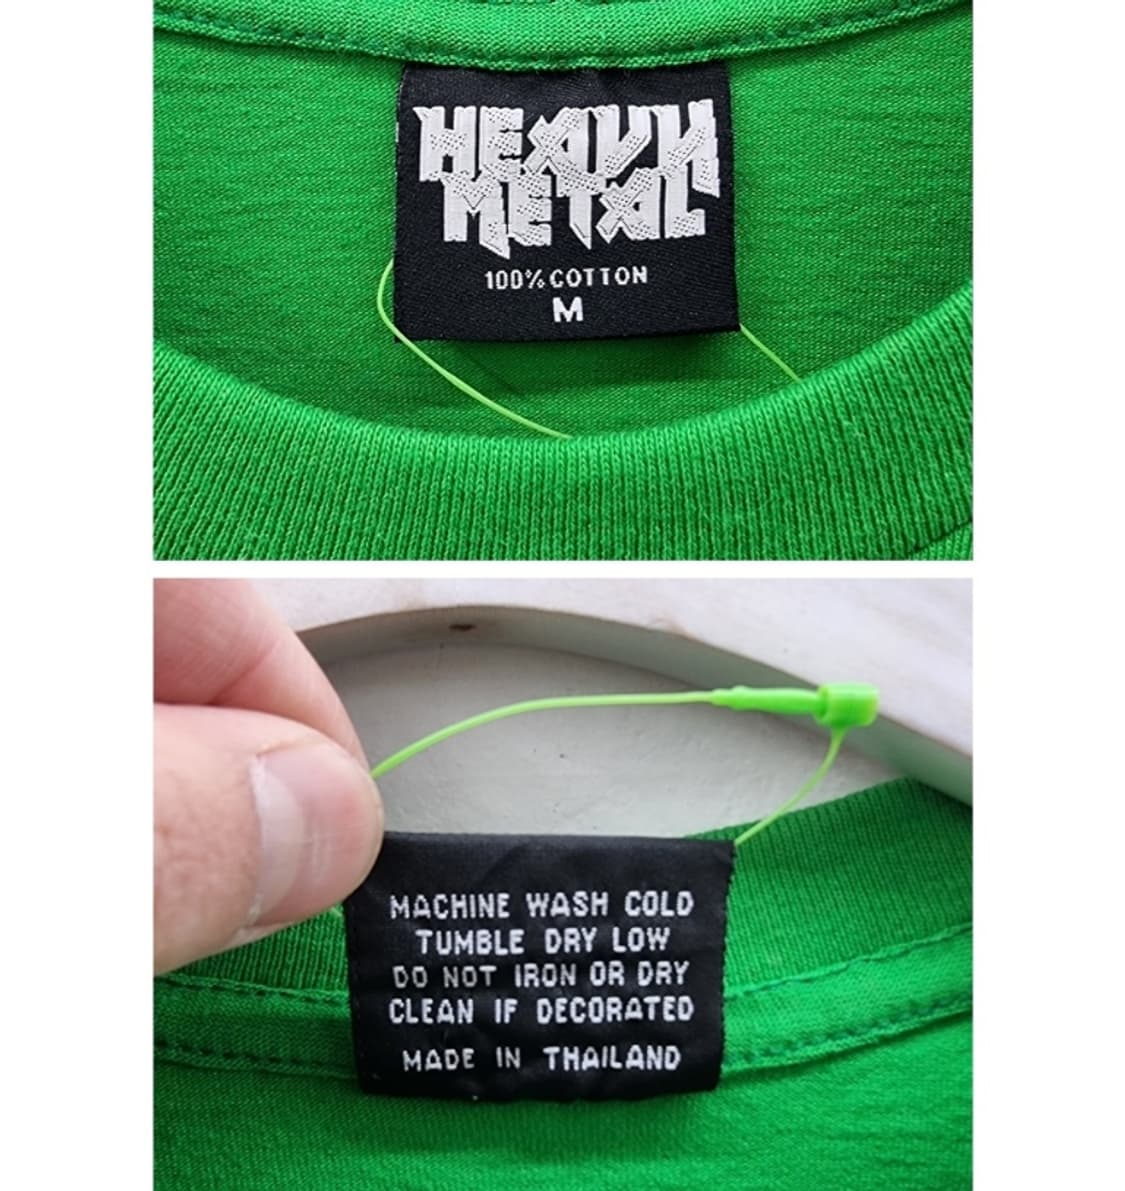 HEAVY
METAL
100% COTTON
M
MACHINE WASH COLD
TUMBLE DRY LOW
DO NOT IRON OR DRY
CLEAN IF DECORATED
MADE IN THAILAND